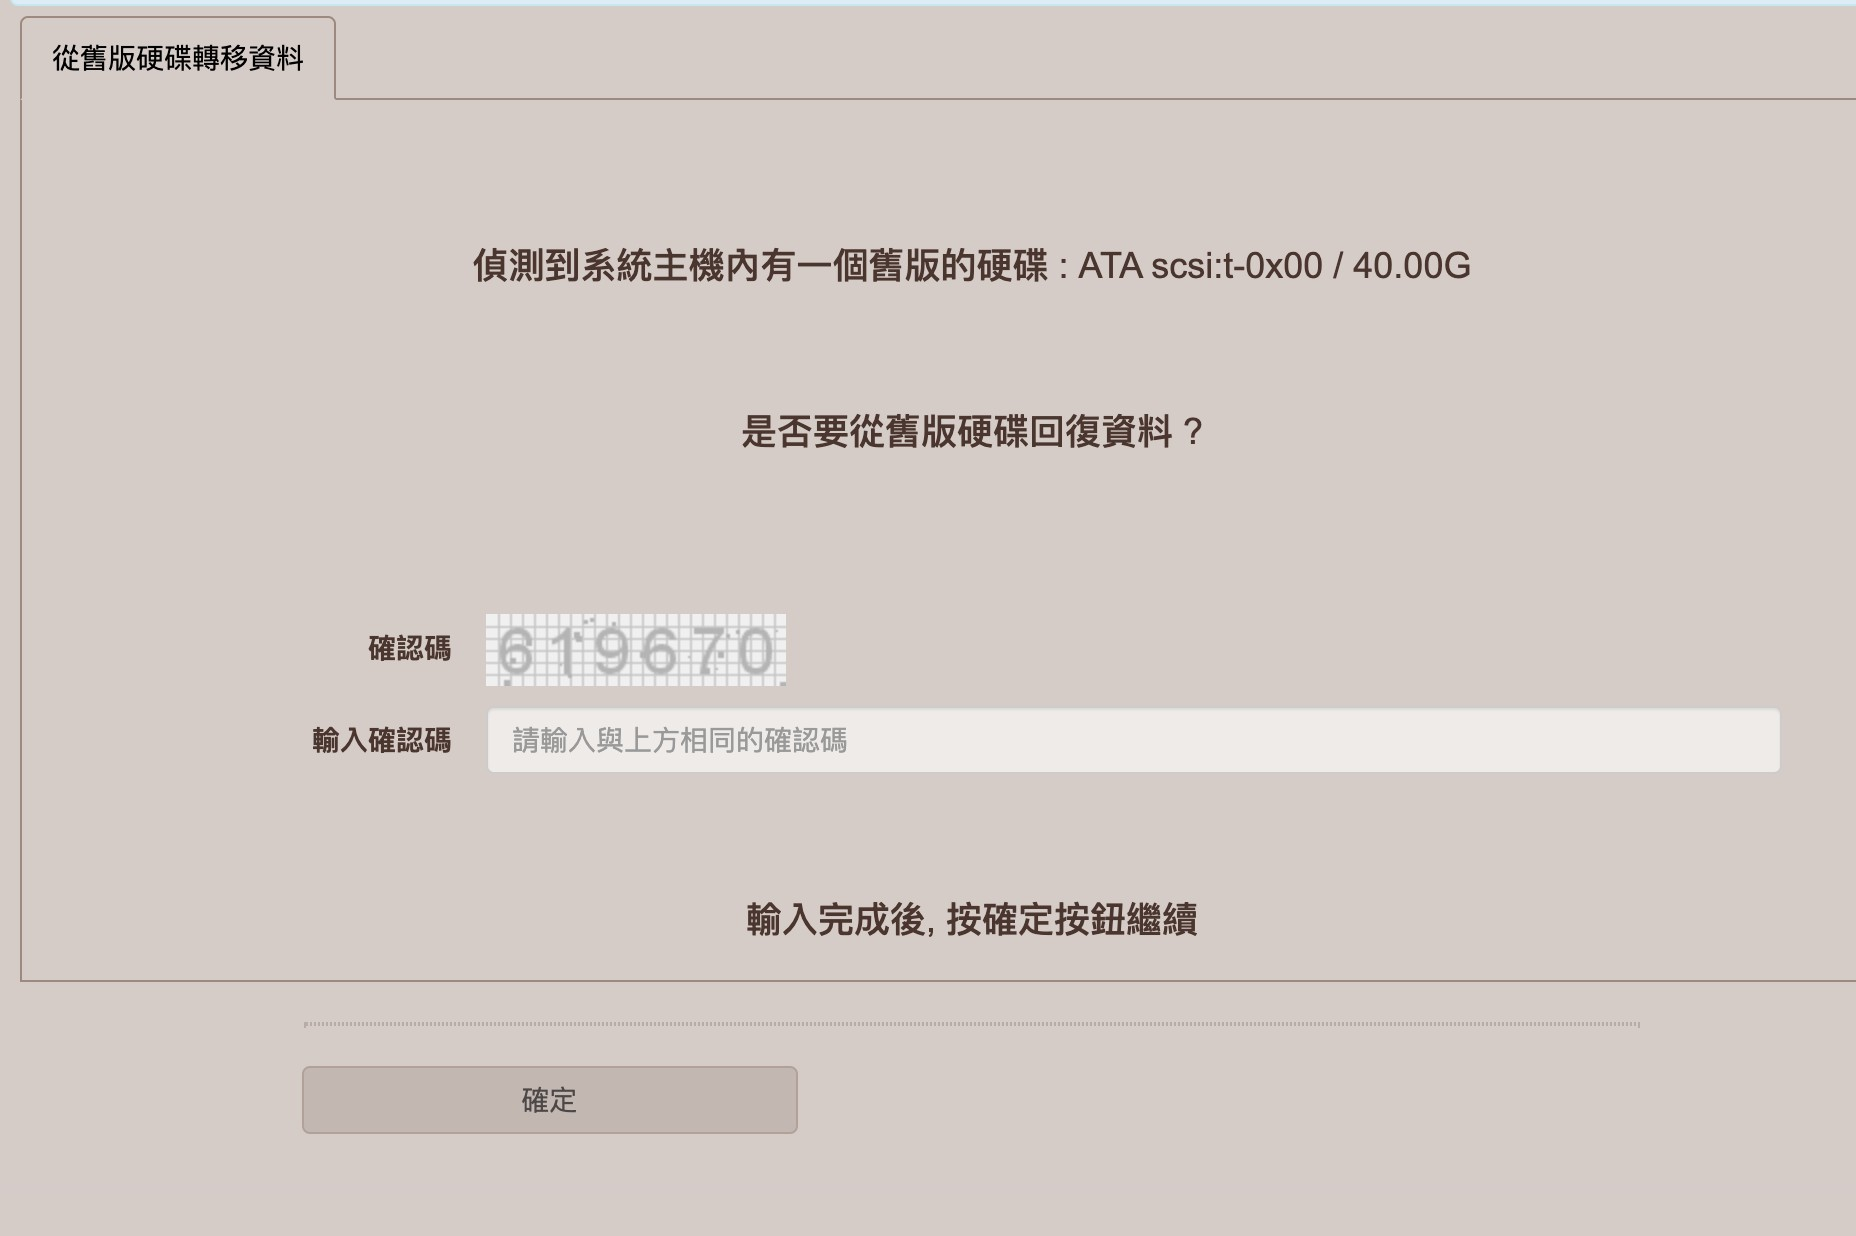 從舊版硬碟轉移資料
偵測到系統主機內有一個舊版的硬碟 : ATA scsi:t-0x00 / 40.00G
是否要從舊版硬碟回復資料 ?
確認碼 619670
輸入確認碼 請輸入與上方相同的確認碼
輸入完成後, 按確定按鈕繼續
確定